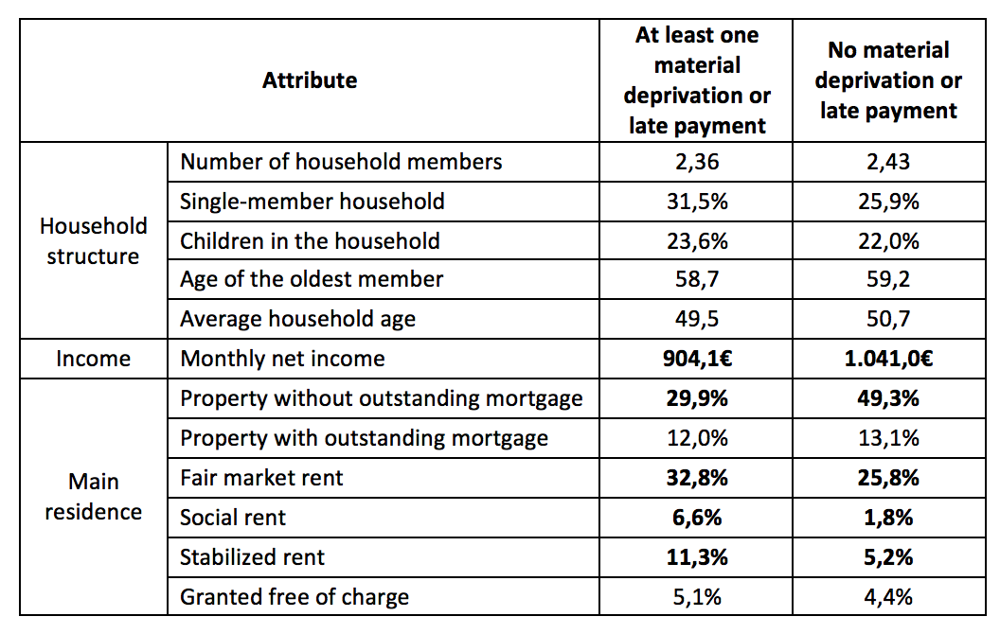 Attribute
At least one
material
deprivation or
late payment
No material
deprivation or
late payment
Household
structure
Number of household members
2,36
2,43
Single-member household
31,5%
25,9%
Children in the household
23,6%
22,0%
Age of the oldest member
58,7
59,2
Average household age
49,5
50,7
Income
Monthly net income
904,1€
1.041,0€
Main
residence
Property without outstanding mortgage
29,9%
49,3%
Property with outstanding mortgage
12,0%
13,1%
Fair market rent
32,8%
25,8%
Social rent
6,6%
1,8%
Stabilized rent
11,3%
5,2%
Granted free of charge
5,1%
4,4%